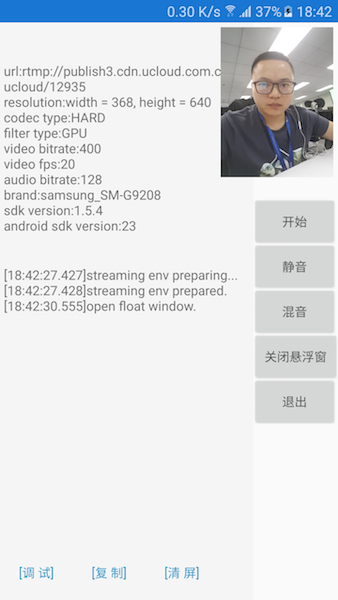 0.30 K/s 37% 18:42
url:rtmp://publish3.cdn.ucloud.com.c
ucloud/12935
resolution:width = 368, height = 640
codec type:HARD
filter type:GPU
video bitrate:400
video fps:20
audio bitrate:128
brand:samsung_SM-G9208
sdk version:1.5.4
android sdk version:23
[18:42:27.427]streaming env preparing...
[18:42:27.428]streaming env prepared.
[18:42:30.555]open float window.
开始
静音
混音
关闭悬浮窗
退出
[调 试] [复 制] [清 屏]